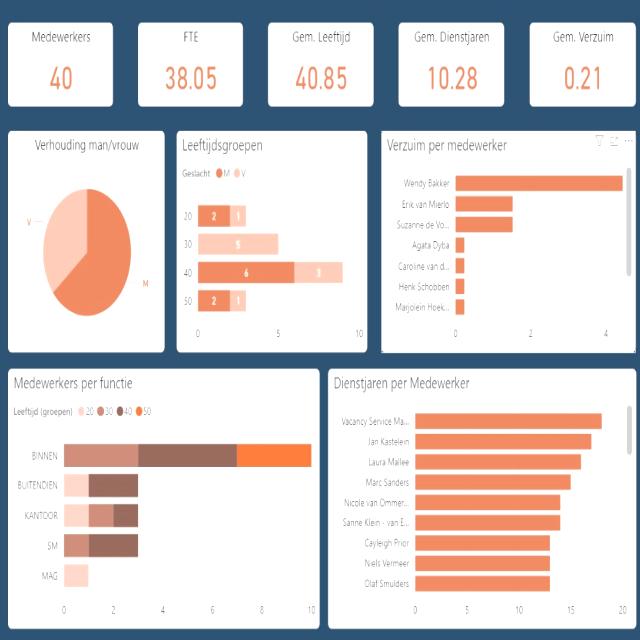 Medewerkers
40
FTE
38.05
Gem. Leeftijd
40.85
Gem. Dienstjaren
10.28
Gem. Verzuim
0.21
Verhouding man/vrouw
V
M
Leeftijdsgroepen
Geslacht M V
20 2 1
30 5
40 6 3
50 2 1
0 5 10
Verzuim per medewerker
Wendy Bakker
Erik van Mierlo
Suzanne de Vo...
Agata Dyba
Caroline van d...
Henk Schobben
Marjolein Hoek...
0 2 4
Medewerkers per functie
Leeftijd (groepen) 20 30 40 50
BINNEN
BUITENDIEN
KANTOOR
SM
MAG
0 2 4 6 8 10
Dienstjaren per Medewerker
Vacancy Service Ma...
Jan Kastelein
Laura Mallee
Marc Sanders
Nicole van Ommer...
Sanne Klein - van E...
Cayleigh Prior
Niels Vermeer
Olaf Smulders
0 5 10 15 20